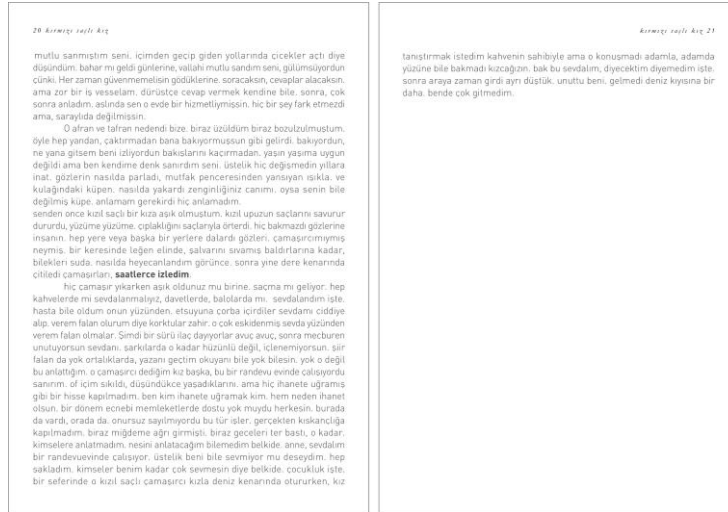 20 kırmızı saçlı kız
mutlu sanmıştım seni. içimden geçip giden yollarında cicekler açtı diye
düşündüm. bahar mı geldi günlerine, vallahi mutlu sandım seni, gülümsüyordun
çünki. Her zaman güvenmemelisin gödüklerine. soracaksın, cevaplar alacaksın.
ama zor bir iş vesselam. dürüstçe cevap vermek kendine bile. sonra, çok
sonra anladım. aslında sen o evde bir hizmetliymişsin. hiç bir şey fark etmezdi
ama, saraylıda değilmişsin.
O afran ve tafran nedendi bize. biraz üzüldüm biraz bozulzulmuştum.
öyle hep yandan, çaktırmadan bana bakıyormuşsun gibi gelirdi. bakıyordun,
ne yana gitsem beni izliyordun bakışlarını kaçırmadan. yaşın yaşıma uygun
değildi ama ben kendime denk sanırdım seni. üstelik hiç değişmedin yıllara
inat. gözlerin nasılda parladı, mutfak penceresinden yansıyan ışıkla. ve
kulağındaki küpen. nasılda yakardı zenginliğiniz canımı. oysa senin bile
değilmiş küpe. anlamam gerekirdi hiç anlamadım.
senden once kızıl saçlı bir kıza aşık olmuştum. kızıl upuzun saclarını savurur
dururdu, yüzüme yüzüme. çıplaklığını saçlarıyla örterdi. hiç bakmazdı gözlerine
insanın. hep yere veya başka bir yerlere dalardı gözleri. çamaşırcımıymış
neymiş. bir keresinde leğen elinde, şalvarını sıvamış baldırlarına kadar,
bilekleri suda. nasılda heyecanlandım görünce. sonra yine dere kenarında
çitiledi çamaşırları, saatlerce izledim.
hiç çamaşır yıkarken aşık oldunuz mu birine. saçma mı geliyor. hep
kahvelerde mi sevdalanmalıyız, davetlerde, balolarda mı. sevdalandım işte.
hasta bile oldum onun yüzünden. etsuyuna çorba içirdiler sevdamı ciddiye
alıp. verem falan olurum diye korktular zahir. o çok eskidenmiş sevda yüzünden
verem falan olmalar. Şimdi bir sürü ilaç dayıyorlar avuç avuç, sonra mecburen
unutuyorsun sevdanı. şarkılarda o kadar hüzünlü değil, içlenemiyorsun. şiir
falan da yok ortalıklarda, yazanı geçtim okuyanı bile yok bilesin. yok o değil
bu anlattığım. o çamaşırcı dediğim kız başka, bu bir randevu evinde çalışıyordu
sanırım. of içim sıkıldı, düşündükce yaşadıklarını. ama hiç ihanete uğramış
gibi bir hisse kapılmadım. ben kim ihanete uğramak kim. hem neden ihanet
olsun. bir dönem ecnebi memleketlerde dostu yok muydu herkesin. burada
da vardı, orada da. onursuz sayılmıyordu bu tür işler. gerçekten kıskançlığa
kapılmadım. biraz miğdeme ağrı girmişti. biraz geceleri ter bastı, o kadar.
kimselere anlatmadım. nesini anlatacağım bilemedim belkide. anne, sevdalım
bir randevuevinde çalışıyor. üstelik beni bile sevmiyor mu deseydim. hep
sakladım. kimseler benim kadar çok sevmesin diye belkide. çocukluk işte.
bir seferinde o kızıl saçlı çamaşırcı kızla deniz kenarında otururken, kız
kırmızı saçlı kız 21
tanıştırmak istedim kahvenin sahibiyle ama o konuşmadı adamla, adamda
yüzüne bile bakmadı kızcağızın. bak bu sevdalım, diyecektim diyemedim işte.
sonra araya zaman girdi ayrı düştük. unuttu beni. gelmedi deniz kıyısına bir
daha. bende çok gitmedim.